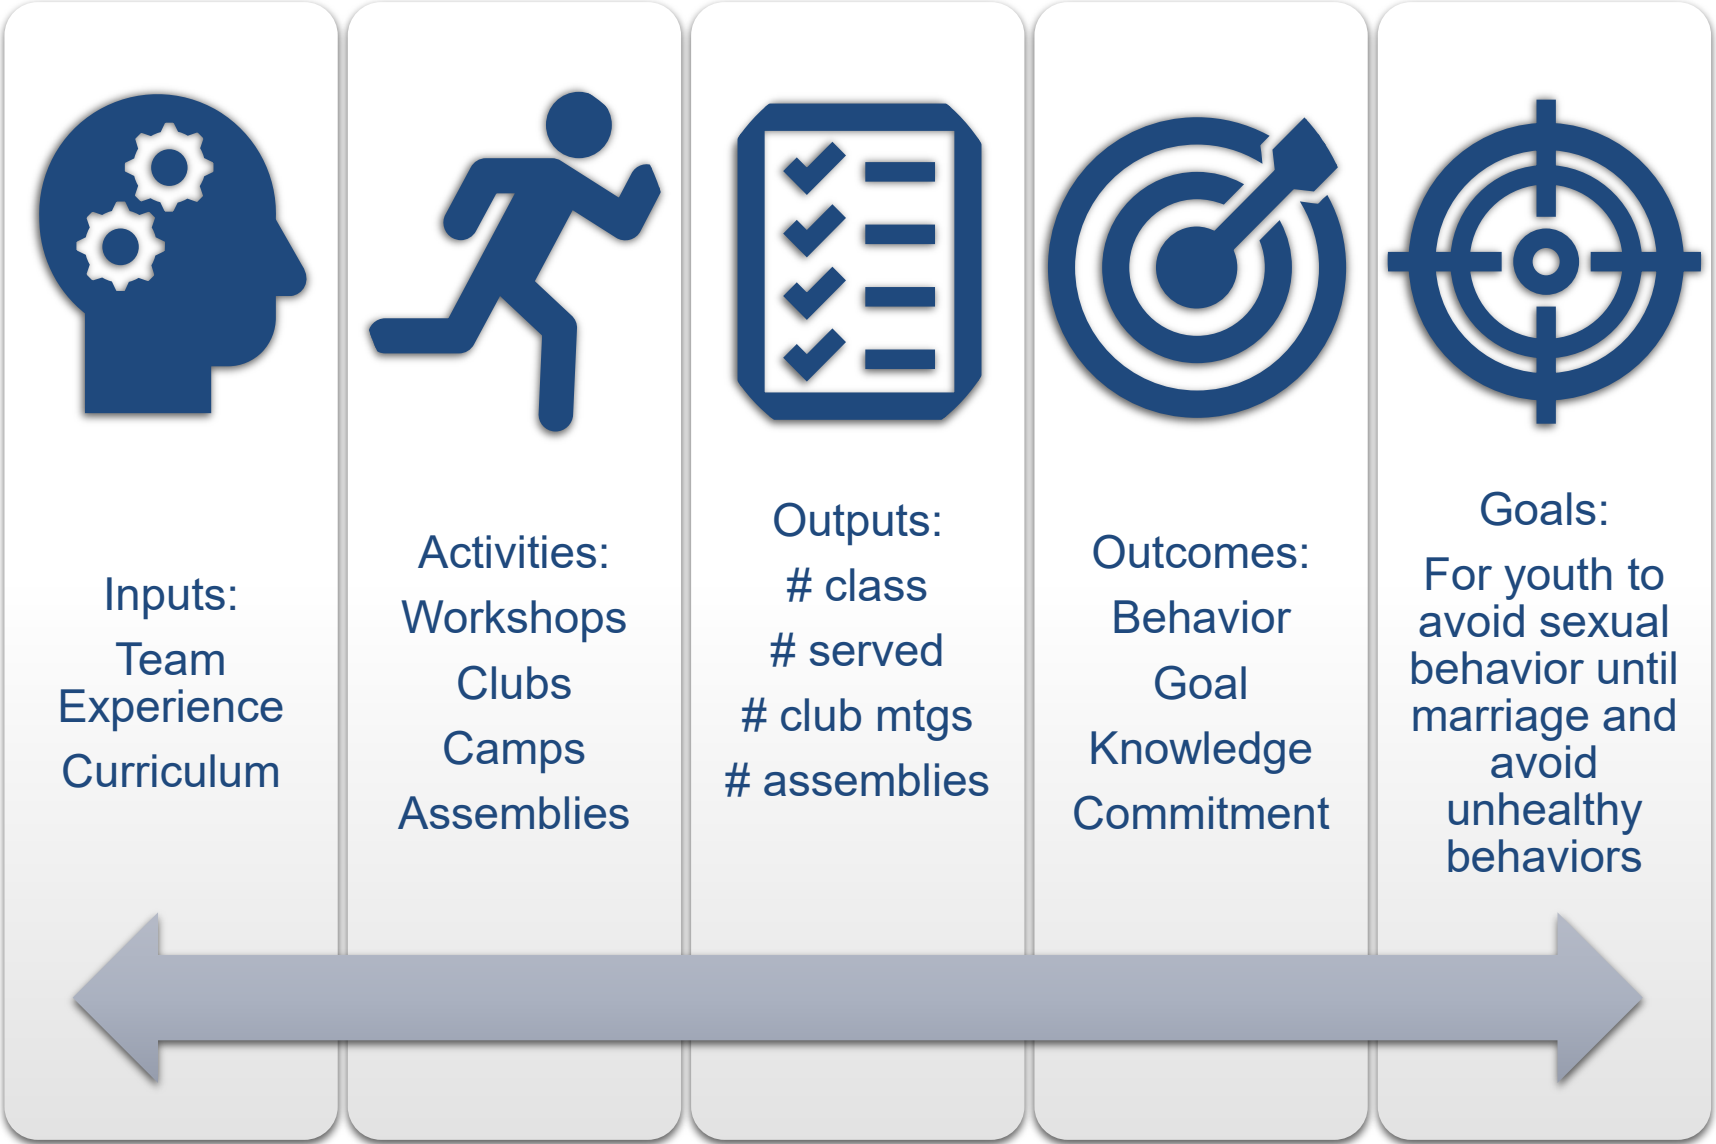 Inputs:
Team
Experience
Curriculum
Activities:
Workshops
Clubs
Camps
Assemblies
Outputs:
# class
# served
# club mtgs
# assemblies
Outcomes:
Behavior
Goal
Knowledge
Commitment
Goals:
For youth to
avoid sexual
behavior until
marriage and
avoid
unhealthy
behaviors